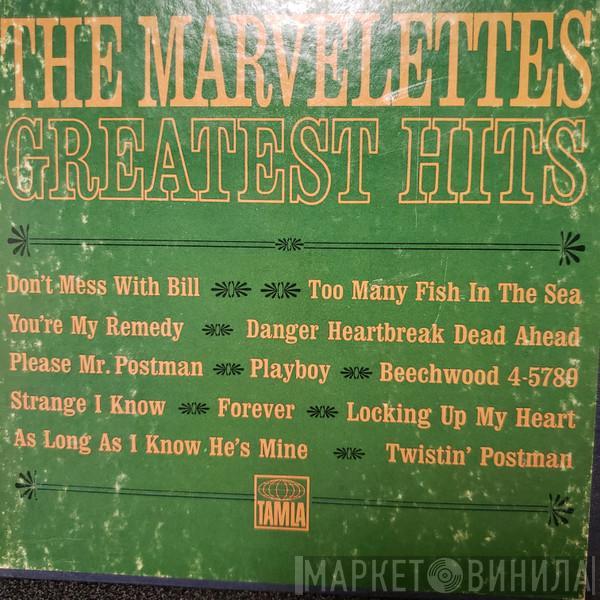 THE MARVELETTES
GREATEST HITS
Don't Mess With Bill Too Many Fish In The Sea
You're My Remedy Danger Heartbreak Dead Ahead
Please Mr. Postman Playboy Beechwood 4-5789
Strange I Know Forever Locking Up My Heart
As Long As I Know He's Mine Twistin' Postman
TAMLA
МАРКЕТ ВИНИЛА